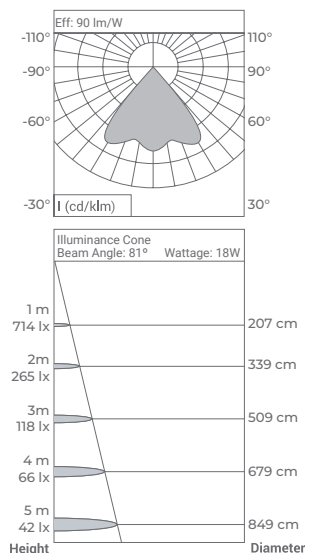 Eff: 90 lm/W
-110° 110°
-90° 90°
-60° 60°
-30° 30°
I (cd/klm)
Illuminance Cone
Beam Angle: 81º Wattage: 18W
1 m
714 lx 207 cm
2m
265 lx 339 cm
3m
118 lx 509 cm
4 m
66 lx 679 cm
5 m
42 lx 849 cm
Height Diameter